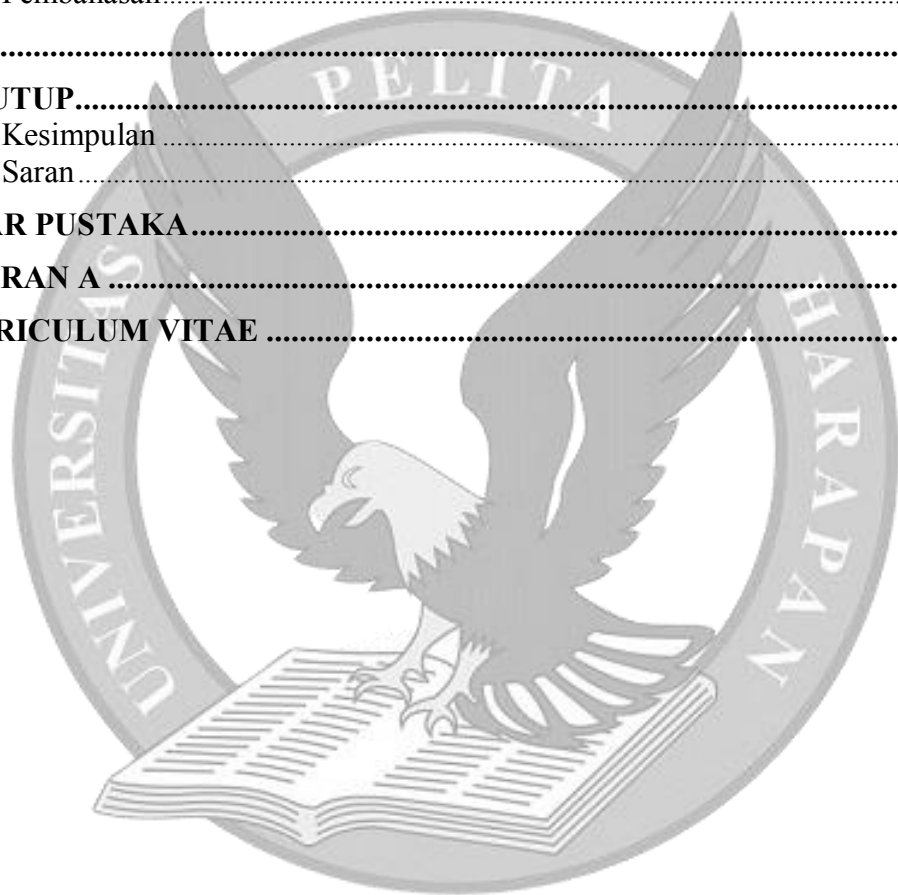 Pembahasan
UTUP
Kesimpulan
Saran
AR PUSTAKA
RAN A
RICULUM VITAE
UNIVERSITAS PELITA HARAPAN